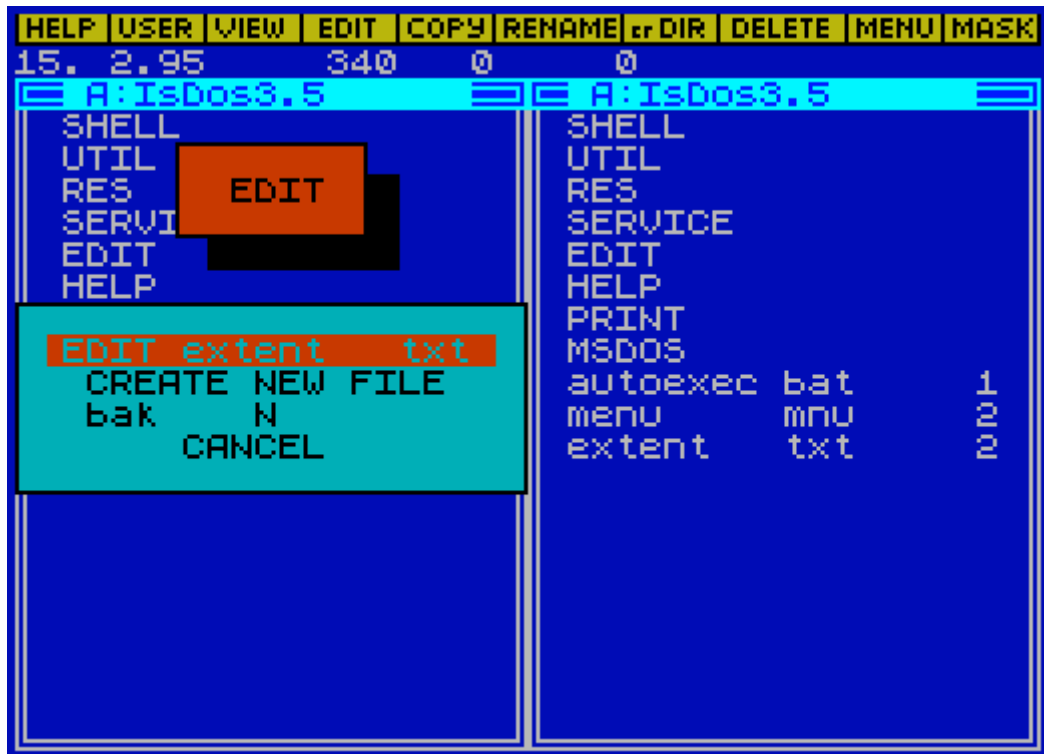 HELP USER VIEW EDIT COPY RENAME cr DIR DELETE MENU MASK
15. 2.95 340 0 0
A:IsDos3.5
SHELL
UTIL
RES
SERVI
EDIT
HELP
EDIT
EDIT extent txt
CREATE NEW FILE
bak N
CANCEL
A:IsDos3.5
SHELL
UTIL
RES
SERVICE
EDIT
HELP
PRINT
MSDOS
autoexec bat 1
menu mnu 2
extent txt 2